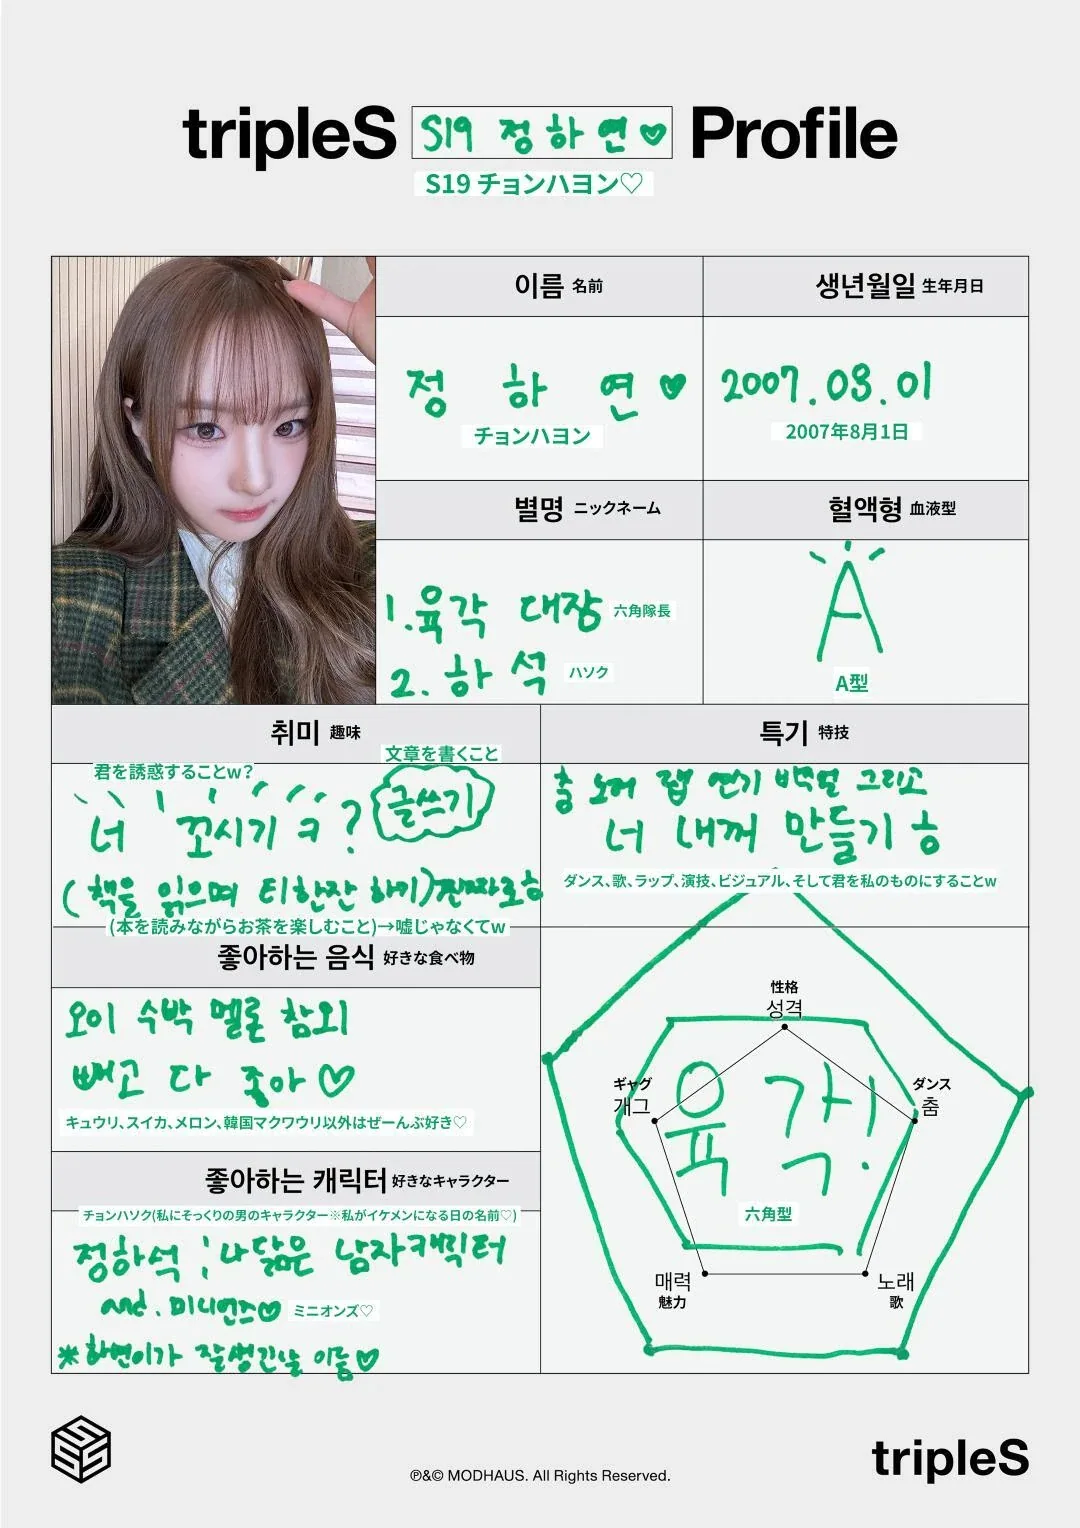 tripleS S19 정하연♡ Profile
S19 チョンハヨン♡
이름 名前
생년월일 生年月日
정 하 연 ♡
チョンハヨン
2007.08.01
2007年8月1日
별명 ニックネーム
혈액형 血液型
1.육각 대장 六角隊長
2.하석 ハソク
A
A型
취미 趣味
君を誘惑することw?
文章を書くこと
너 꼬시기 ㅋ? 글쓰기
(책을 읽으며 티한잔 하기)찐짜로ㅎ
(本を読みながらお茶を楽しむこと)→嘘じゃなくてw
특기 特技
춤 노래 랩 연기 비주얼 그리고
너 내꺼 만들기 ㅎ
ダンス、歌、ラップ、演技、ビジュアル、そして君を私のものにすることw
좋아하는 음식 好きな食べ物
오이 수박 멜론 참외
빼고 다 좋아♡
キュウリ、スイカ、メロン、韓国マクワウリ以外はぜーんぶ好き♡
좋아하는 캐릭터 好きなキャラクター
チョンハソク(私にそっくりの男のキャラクター※私がイケメンになる日の名前♡)
정하석 : 나 닮은 남자캐릭터
and. 미니언즈♡ ミニオンズ♡
※하연이가 잘생긴날 이름♡
性格
성격
ギャグ
개그
ダンス
춤
육각!
六角型
매력
魅力
노래
歌
SSS
℗&© MODHAUS. All Rights Reserved.
tripleS